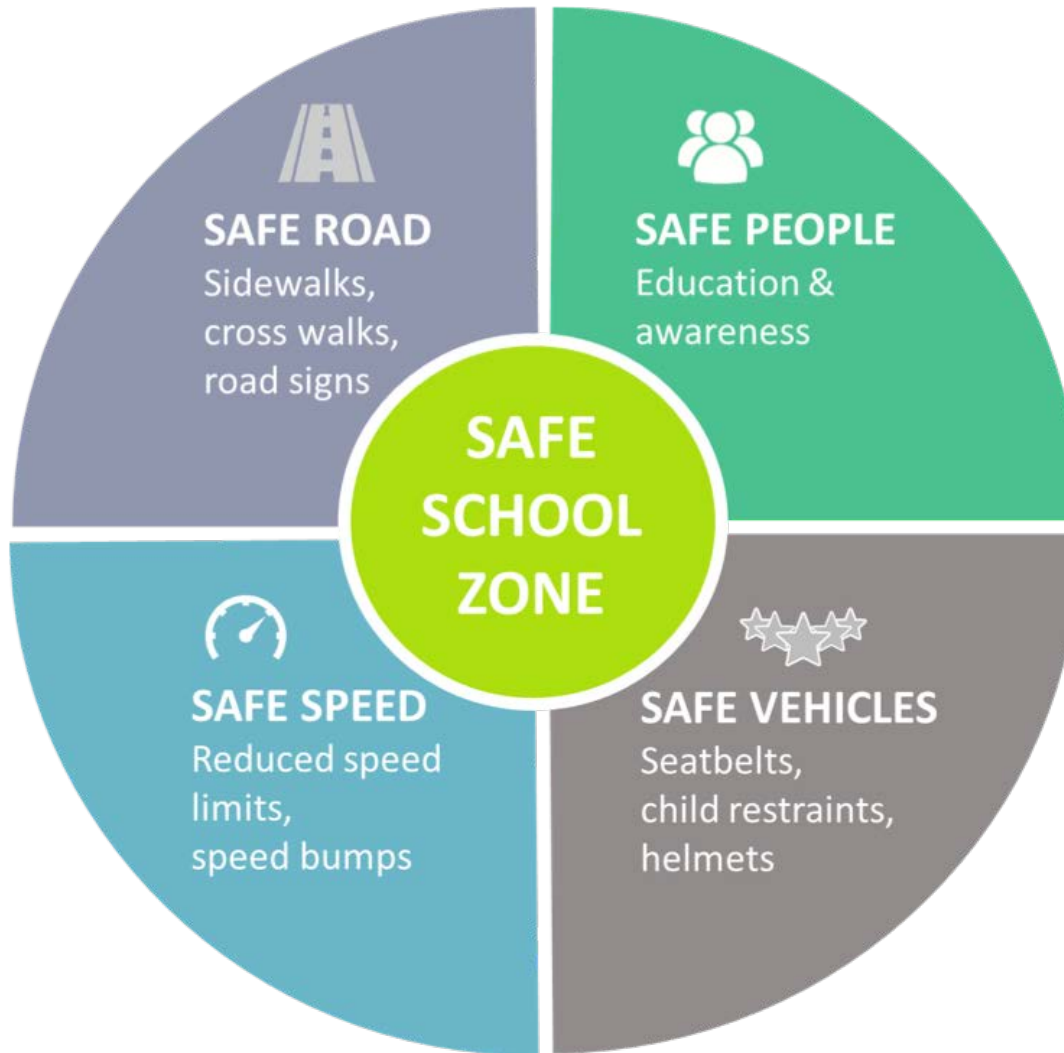 SAFE ROAD
Sidewalks,
cross walks,
road signs
SAFE PEOPLE
Education &
awareness
SAFE
SCHOOL
ZONE
SAFE SPEED
Reduced speed
limits,
speed bumps
SAFE VEHICLES
Seatbelts,
child restraints,
helmets